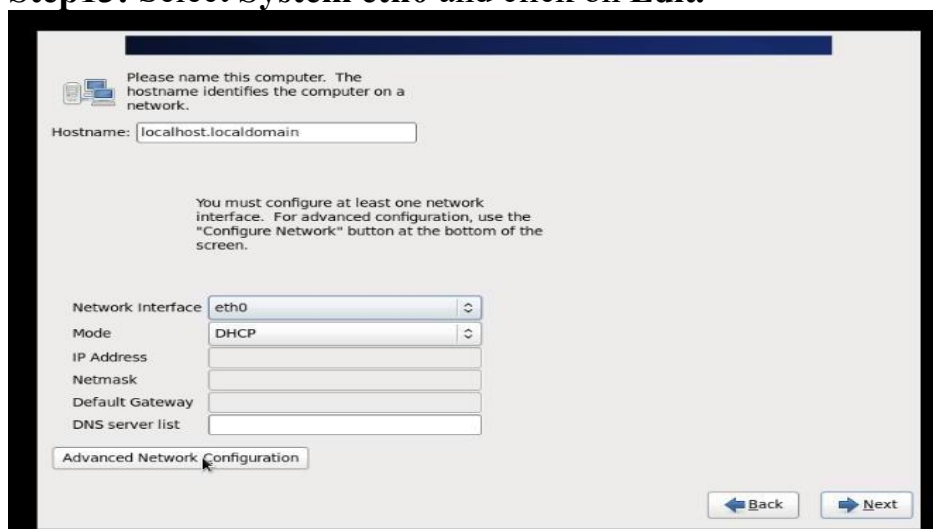 Step13: Select System eth0 and click on Edit.
Please name this computer. The
hostname identifies the computer on a
network.
Hostname: localhost.localdomain
You must configure at least one network
interface. For advanced configuration, use the
"Configure Network" button at the bottom of the
screen.
Network Interface eth0
Mode DHCP
IP Address
Netmask
Default Gateway
DNS server list
Advanced Network Configuration
Back Next